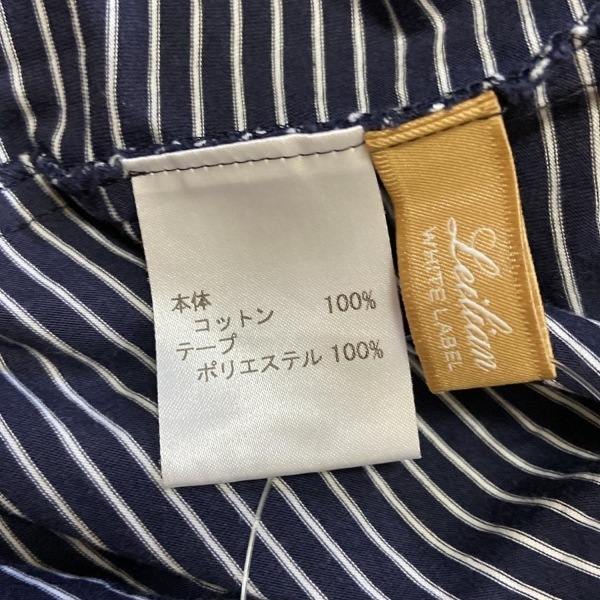 本体
コットン 100%
テープ
ポリエステル 100%
Leilian
WHITE LABEL